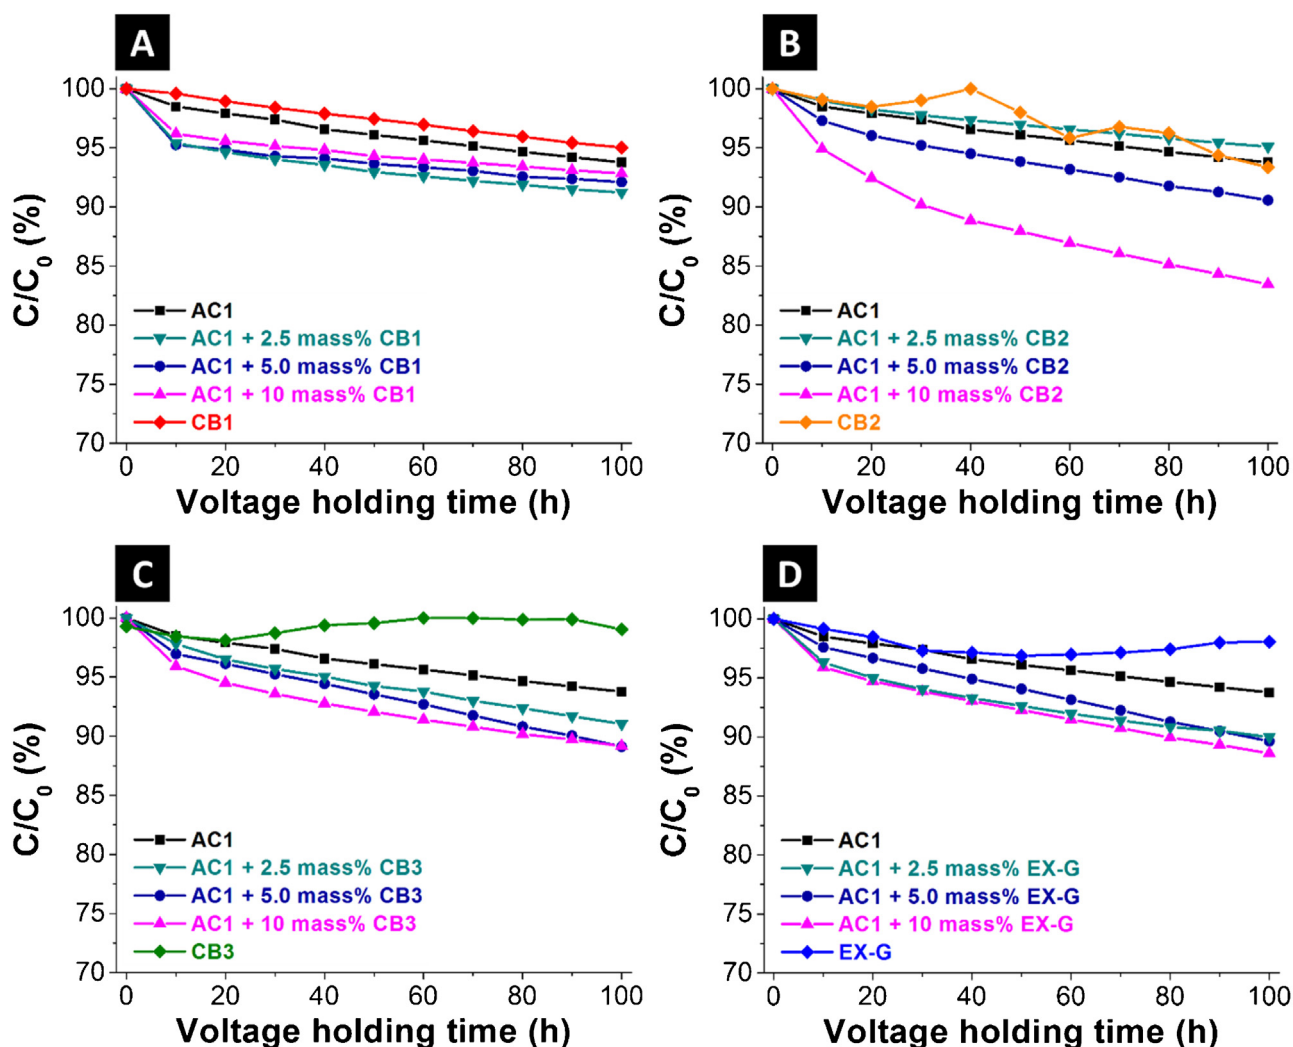 A
100
95
90
85
80
75
70
C/C0 (%)
AC1
AC1 + 2.5 mass% CB1
AC1 + 5.0 mass% CB1
AC1 + 10 mass% CB1
CB1
0 20 40 60 80 100
Voltage holding time (h)
B
100
95
90
85
80
75
70
C/C0 (%)
AC1
AC1 + 2.5 mass% CB2
AC1 + 5.0 mass% CB2
AC1 + 10 mass% CB2
CB2
0 20 40 60 80 100
Voltage holding time (h)
C
100
95
90
85
80
75
70
C/C0 (%)
AC1
AC1 + 2.5 mass% CB3
AC1 + 5.0 mass% CB3
AC1 + 10 mass% CB3
CB3
0 20 40 60 80 100
Voltage holding time (h)
D
100
95
90
85
80
75
70
C/C0 (%)
AC1
AC1 + 2.5 mass% EX-G
AC1 + 5.0 mass% EX-G
AC1 + 10 mass% EX-G
EX-G
0 20 40 60 80 100
Voltage holding time (h)